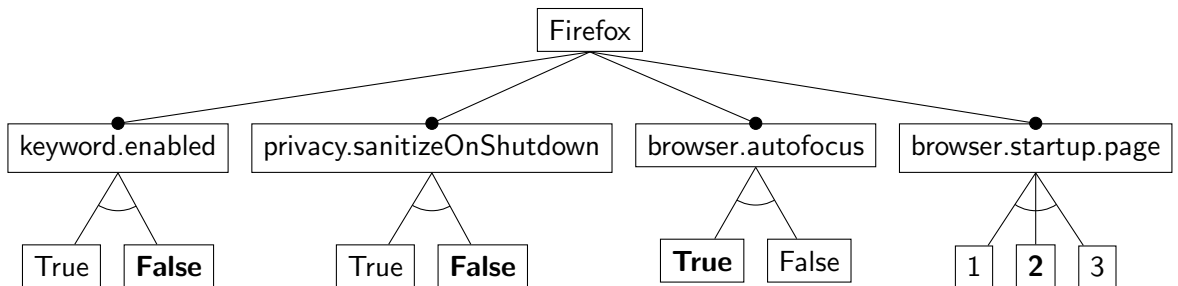 Firefox
keyword.enabled privacy.sanitizeOnShutdown browser.autofocus browser.startup.page
True False True False True False 1 2 3